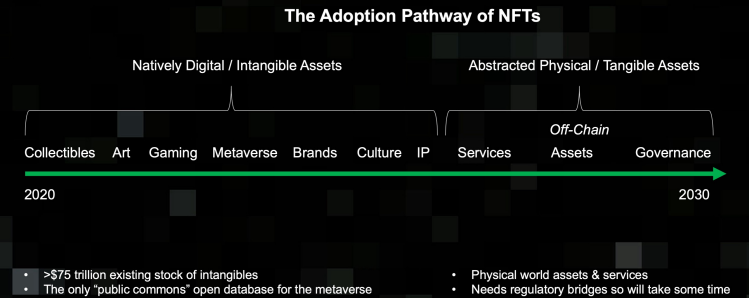 The Adoption Pathway of NFTs
Natively Digital / Intangible Assets
Abstracted Physical / Tangible Assets
Off-Chain
Collectibles Art Gaming Metaverse Brands Culture IP Services Assets Governance
2020 2030
• >$75 trillion existing stock of intangibles
• The only “public commons” open database for the metaverse
• Physical world assets & services
• Needs regulatory bridges so will take some time